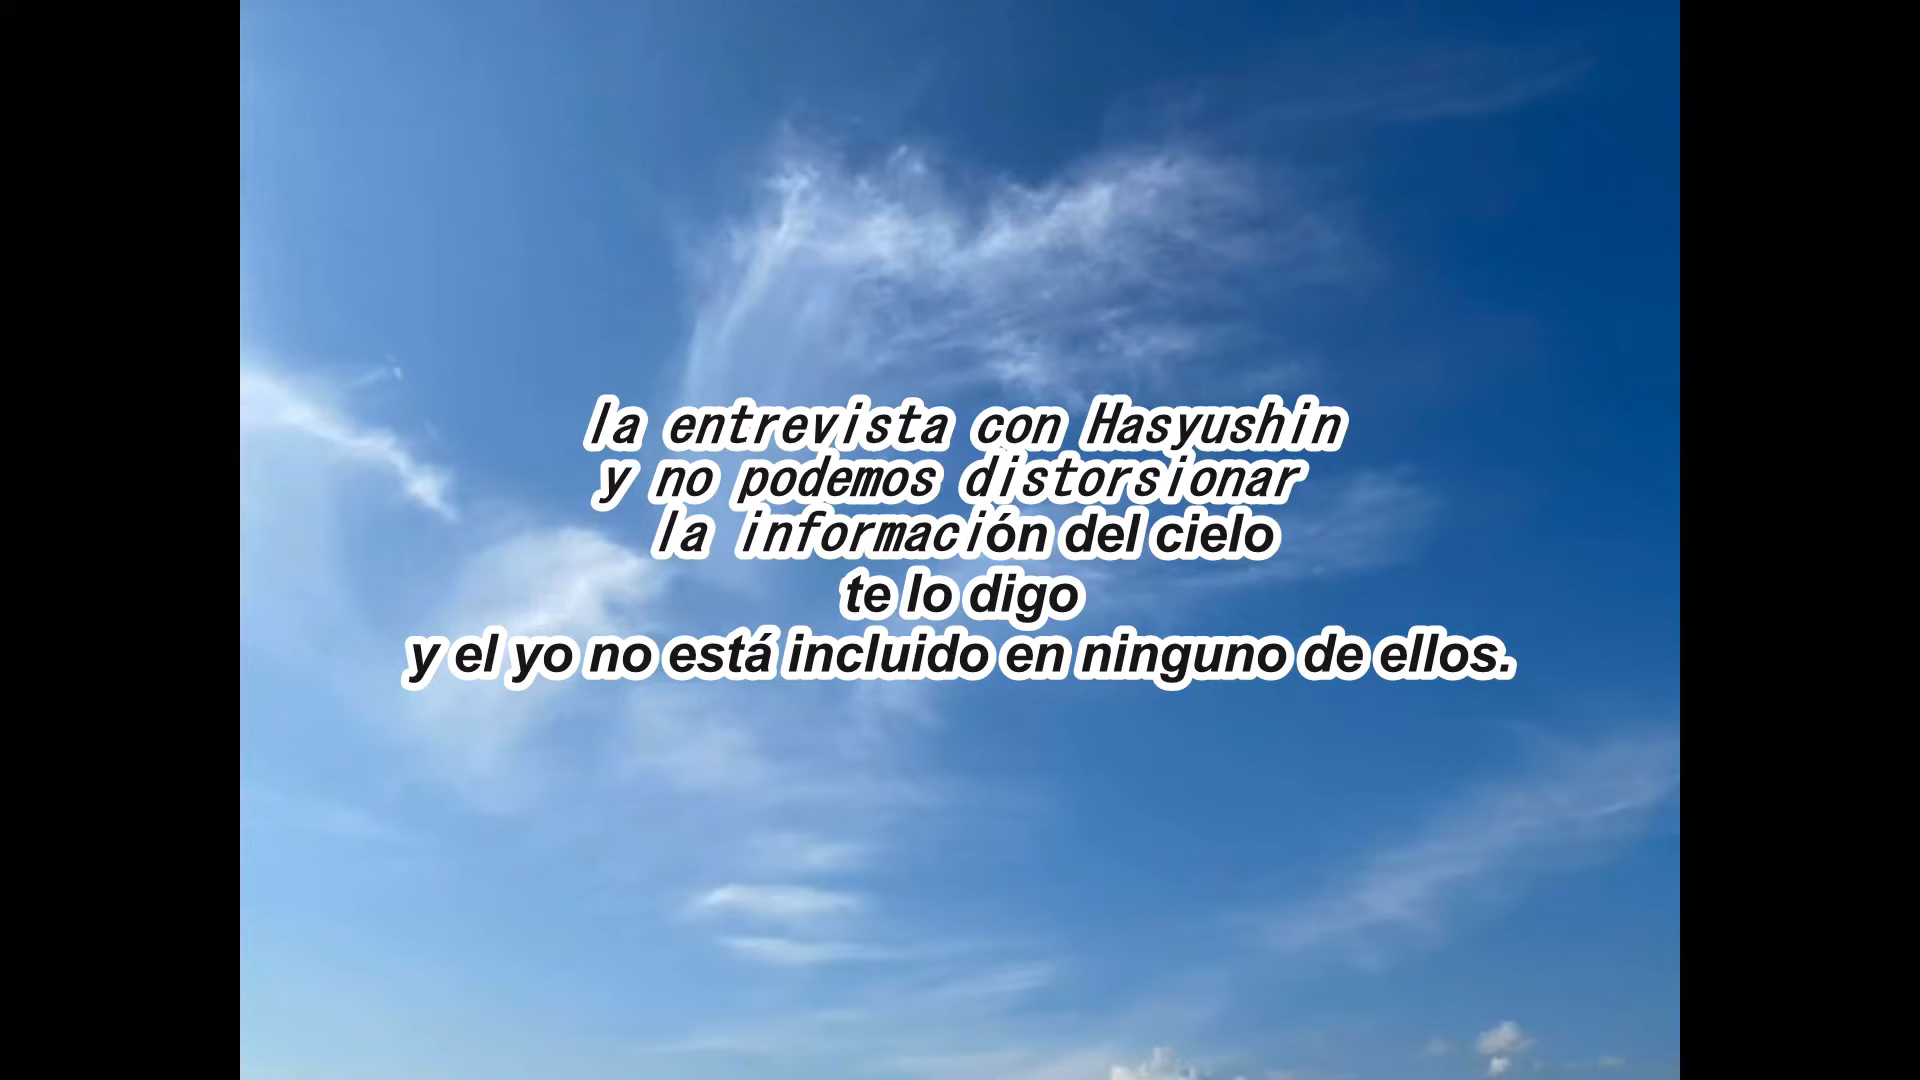 la entrevista con Hasyushin
y no podemos distorsionar
la información del cielo
te lo digo
y el yo no está incluido en ninguno de ellos.